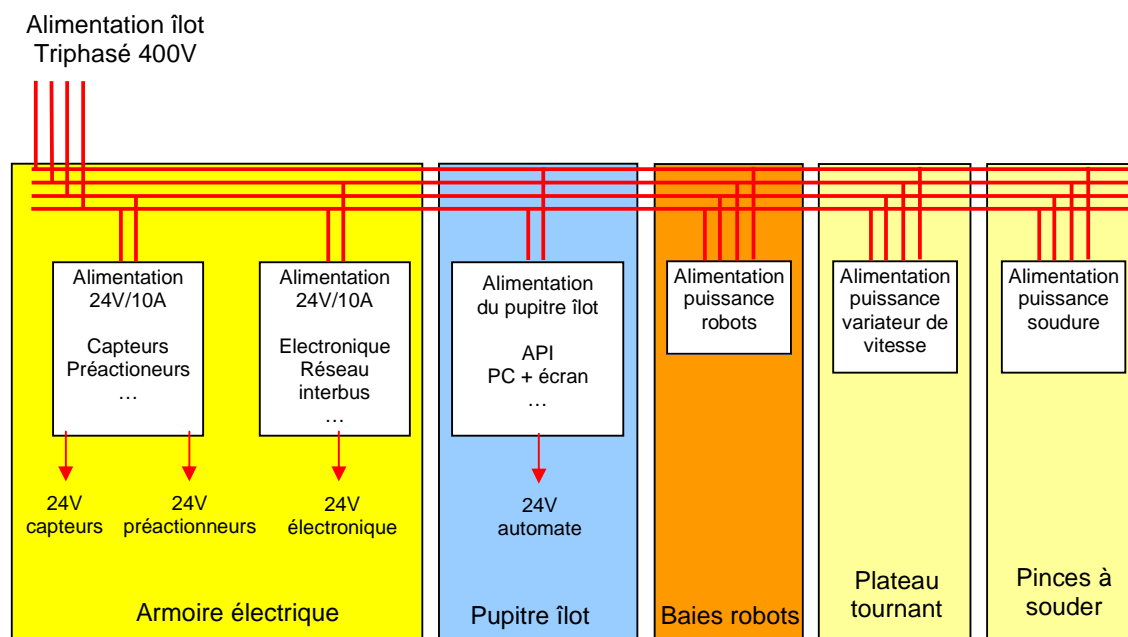 Alimentation îlot
Triphasé 400V
Alimentation
24V/10A
Capteurs
Préactioneurs
…
Alimentation
24V/10A
Electronique
Réseau
interbus
…
Alimentation
du pupitre îlot
API
PC + écran
…
Alimentation
puissance
robots
Alimentation
puissance
variateur de
vitesse
Alimentation
puissance
soudure
24V
capteurs
24V
préactionneurs
24V
électronique
24V
automate
Armoire électrique
Pupitre îlot
Baies robots
Plateau
tournant
Pinces à
souder